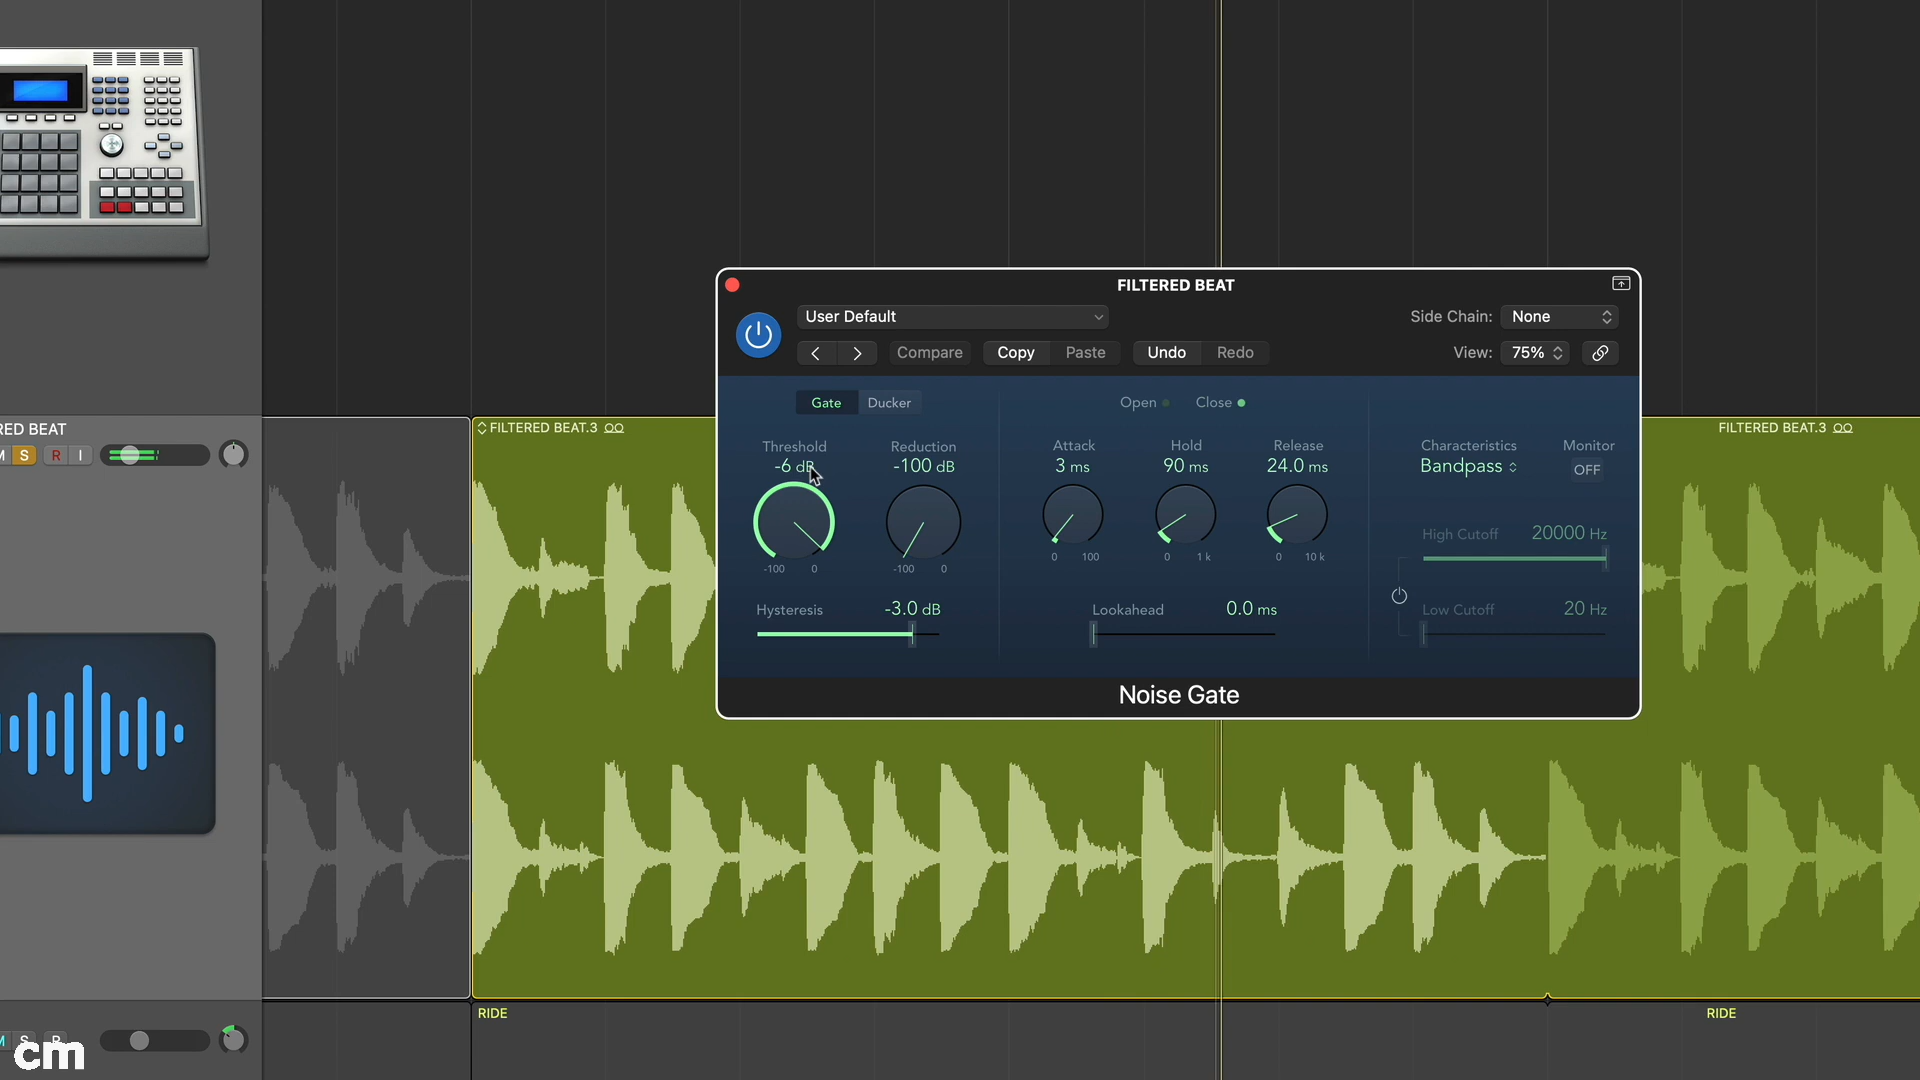 FILTERED BEAT
User Default
Side Chain: None
Compare Copy Paste Undo Redo
View: 75%
Gate Ducker
Open Close
Threshold
-6 dB
-100 0
Reduction
-100 dB
-100 0
Hysteresis -3.0 dB
Attack
3 ms
0 100
Hold
90 ms
0 1 k
Release
24.0 ms
0 10 k
Lookahead 0.0 ms
Characteristics
Bandpass
Monitor
OFF
High Cutoff 20000 Hz
Low Cutoff 20 Hz
Noise Gate
RED BEAT
M S R I
FILTERED BEAT.3
FILTERED BEAT.3
RIDE
RIDE
M S R
cm